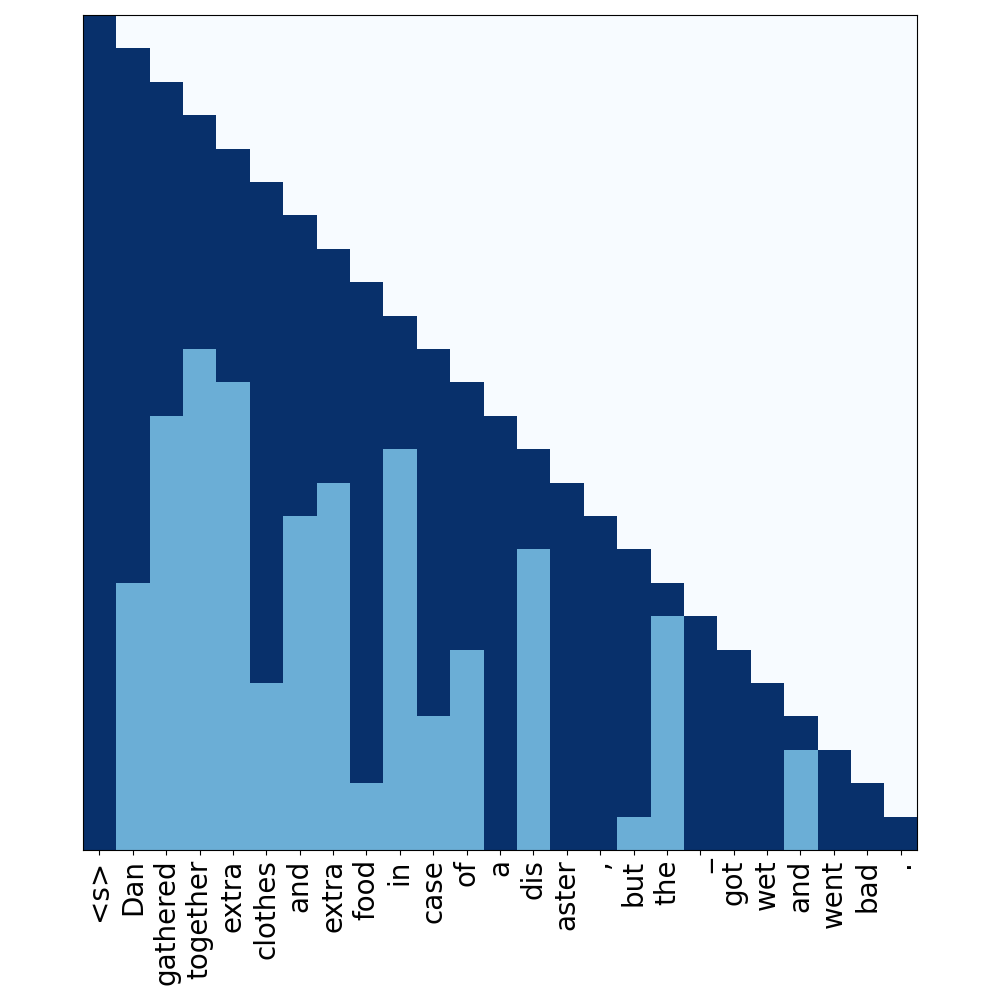 <s>
Dan
gathered
together
extra
clothes
and
extra
food
in
case
of
a
dis
aster
,
but
the
_
got
wet
and
went
bad
.